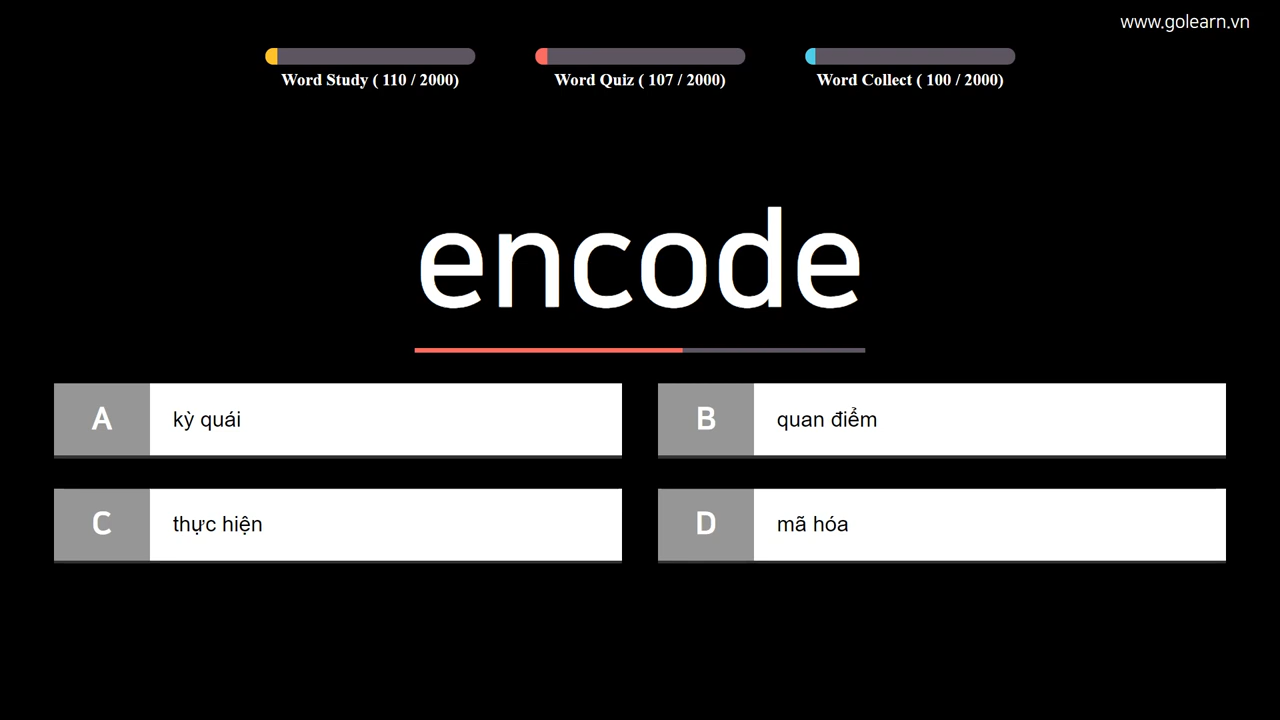 www.golearn.vn
Word Study ( 110 / 2000)
Word Quiz ( 107 / 2000)
Word Collect ( 100 / 2000)
encode
A kỳ quái
B quan điểm
C thực hiện
D mã hóa